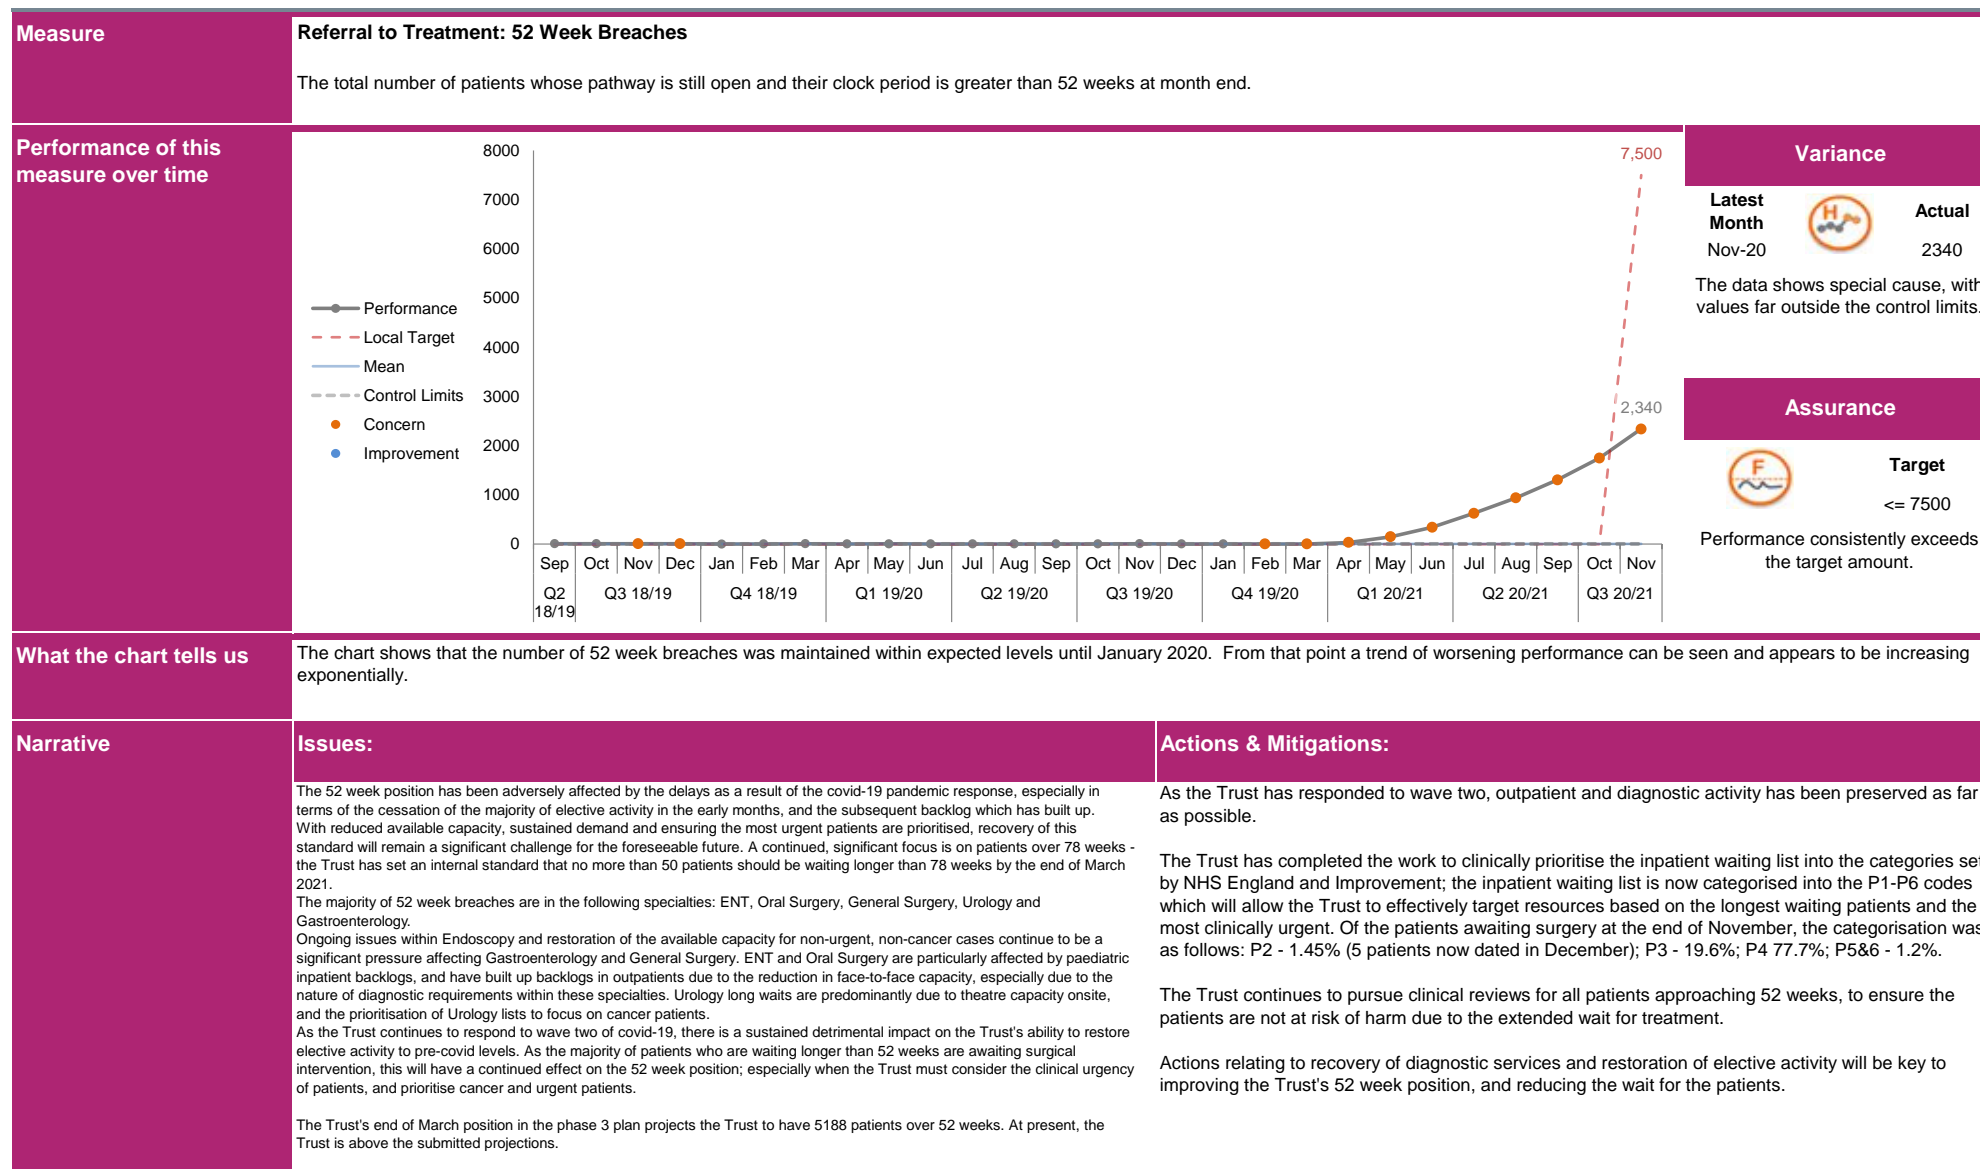 Measure
Referral to Treatment: 52 Week Breaches
The total number of patients whose pathway is still open and their clock period is greater than 52 weeks at month end.
Performance of this
measure over time
8000
7000
6000
5000
4000
3000
2000
1000
0
Performance
Local Target
Mean
Control Limits
Concern
Improvement
7,500
2,340
Sep Oct Nov Dec Jan Feb Mar Apr May Jun Jul Aug Sep Oct Nov Dec Jan Feb Mar Apr May Jun Jul Aug Sep Oct Nov
Q2 18/19 Q3 18/19 Q4 18/19 Q1 19/20 Q2 19/20 Q3 19/20 Q4 19/20 Q1 20/21 Q2 20/21 Q3 20/21
Variance
Latest Month
H
Actual
Nov-20
2340
The data shows special cause, with
values far outside the control limits.
Assurance
F
Target
<= 7500
Performance consistently exceeds
the target amount.
What the chart tells us
The chart shows that the number of 52 week breaches was maintained within expected levels until January 2020. From that point a trend of worsening performance can be seen and appears to be increasing
exponentially.
Narrative
Issues:
The 52 week position has been adversely affected by the delays as a result of the covid-19 pandemic response, especially in
terms of the cessation of the majority of elective activity in the early months, and the subsequent backlog which has built up.
With reduced available capacity, sustained demand and ensuring the most urgent patients are prioritised, recovery of this
standard will remain a significant challenge for the foreseeable future. A continued, significant focus is on patients over 78 weeks -
the Trust has set an internal standard that no more than 50 patients should be waiting longer than 78 weeks by the end of March
2021.
The majority of 52 week breaches are in the following specialties: ENT, Oral Surgery, General Surgery, Urology and
Gastroenterology.
Ongoing issues within Endoscopy and restoration of the available capacity for non-urgent, non-cancer cases continue to be a
significant pressure affecting Gastroenterology and General Surgery. ENT and Oral Surgery are particularly affected by paediatric
inpatient backlogs, and have built up backlogs in outpatients due to the reduction in face-to-face capacity, especially due to the
nature of diagnostic requirements within these specialties. Urology long waits are predominantly due to theatre capacity onsite,
and the prioritisation of Urology lists to focus on cancer patients.
As the Trust continues to respond to wave two of covid-19, there is a sustained detrimental impact on the Trust's ability to restore
elective activity to pre-covid levels. As the majority of patients who are waiting longer than 52 weeks are awaiting surgical
intervention, this will have a continued effect on the 52 week position; especially when the Trust must consider the clinical urgency
of patients, and prioritise cancer and urgent patients.
The Trust's end of March position in the phase 3 plan projects the Trust to have 5188 patients over 52 weeks. At present, the
Trust is above the submitted projections.
Actions & Mitigations:
As the Trust has responded to wave two, outpatient and diagnostic activity has been preserved as far
as possible.
The Trust has completed the work to clinically prioritise the inpatient waiting list into the categories set
by NHS England and Improvement; the inpatient waiting list is now categorised into the P1-P6 codes
which will allow the Trust to effectively target resources based on the longest waiting patients and the
most clinically urgent. Of the patients awaiting surgery at the end of November, the categorisation was
as follows: P2 - 1.45% (5 patients now dated in December); P3 - 19.6%; P4 77.7%; P5&6 - 1.2%.
The Trust continues to pursue clinical reviews for all patients approaching 52 weeks, to ensure the
patients are not at risk of harm due to the extended wait for treatment.
Actions relating to recovery of diagnostic services and restoration of elective activity will be key to
improving the Trust's 52 week position, and reducing the wait for the patients.